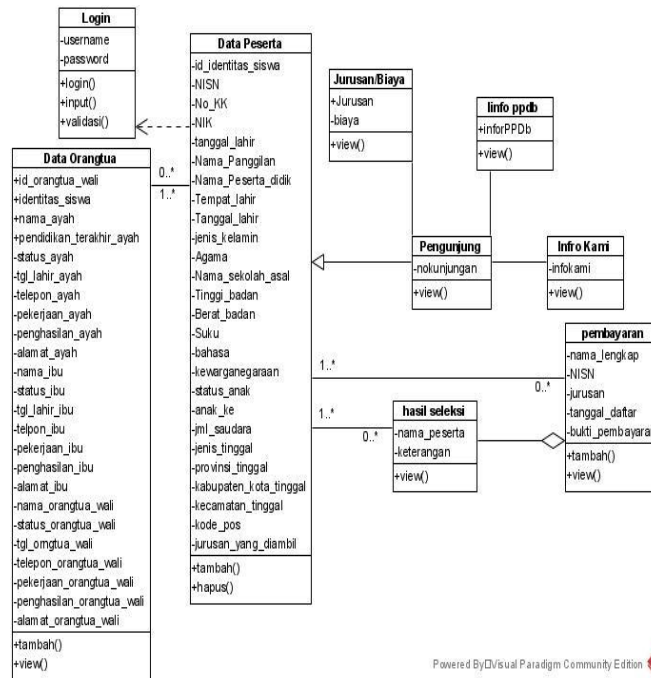 Login
-username
-password
+login()
+input()
+validasi()
Data Peserta
-id_identitas_siswa
-NISN
-No_KK
-NIK
-tanggal_lahir
-Nama_Panggilan
-Nama_Peserta_didik
-Tempat_lahir
-Tanggal_lahir
-jenis_kelamin
-Agama
-Nama_sekolah_asal
-Tinggi_badan
-Berat_badan
-Suku
-bahasa
-kewarganegaraan
-status_anak
-anak_ke
-jml_saudara
-jenis_tinggal
-provinsi_tinggal
-kabupaten_kota_tinggal
-kecamatan_tinggal
-kode_pos
-jurusan_yang_diambil
+tambah()
+hapus()
Jurusan/Biaya
+Jurusan
-biaya
+view()
Iinfo ppdb
+inforPPDb
+view()
Data Orangtua
+id_orangtua_wali
+identitas_siswa
+nama_ayah
+pendidikan_terakhir_ayah
-status_ayah
-tgl_lahir_ayah
-telepon_ayah
-pekerjaan_ayah
-penghasilan_ayah
-alamat_ayah
-nama_ibu
-status_ibu
-tgl_lahir_ibu
-telpon_ibu
-pekerjaan_ibu
-penghasilan_ibu
-alamat_ibu
-nama_orangtua_wali
-status_orangtua_wali
-tgl_orngtua_wali
-telepon_orangtua_wali
-pekerjaan_orangtua_wali
-penghasilan_orangtua_wali
-alamat_orangtua_wali
+tambah()
+view()
0..*
1..*
Pengunjung
-nokunjungan
+view()
Infro Kami
-infokami
+view()
1..*
0..*
pembayaran
-nama_lengkap
-NISN
-jurusan
-tanggal_daftar
-bukti_pembayaran
+tambah()
+view()
1..*
0..*
hasil seleksi
-nama_peserta
-keterangan
+view()
Powered By Visual Paradigm Community Edition